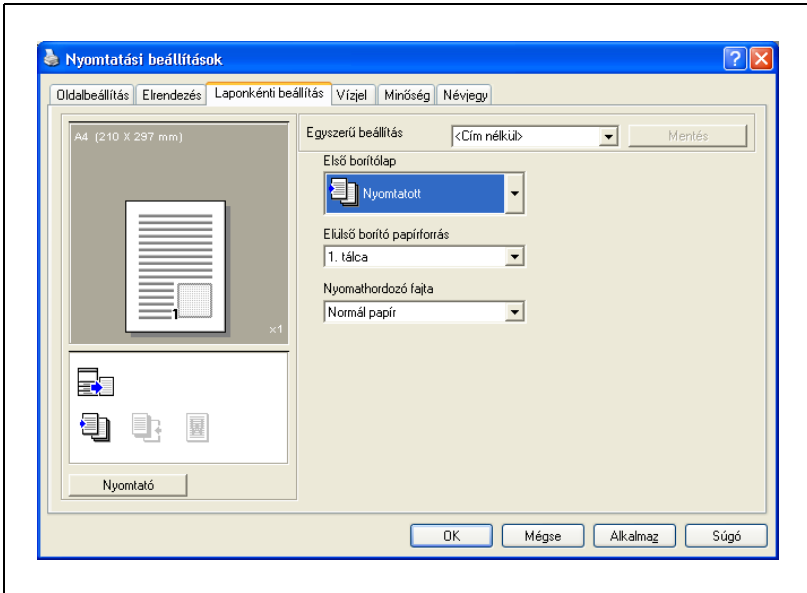 Nyomtatási beállítások
Oldalbeállítás Elrendezés Laponkénti beállítás Vízjel Minőség Névjegy
A4 (210 X 297 mm)
1
x1
Nyomtató
Egyszerű beállítás <Cím nélkül> Mentés
Első borítólap
Nyomtatott
Elülső borító papírforrás
1. tálca
Nyomathordozó fajta
Normál papír
OK Mégse Alkalmaz Súgó